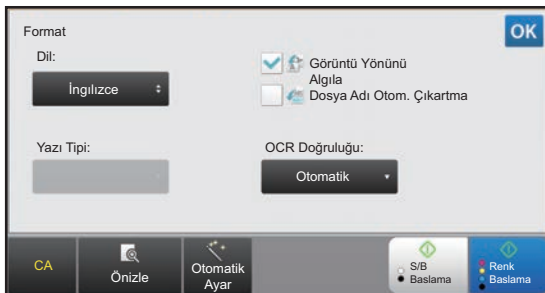 Format
OK
Dil:
İngılizce
Görüntü Yönünü
Algıla
Dosya Adı Otom. Çıkartma
Yazı Tipi:
OCR Doğruluğu:
Otomatik
CA
Önizle
Otomatik
Ayar
S/B
Baslama
Renk
Baslama